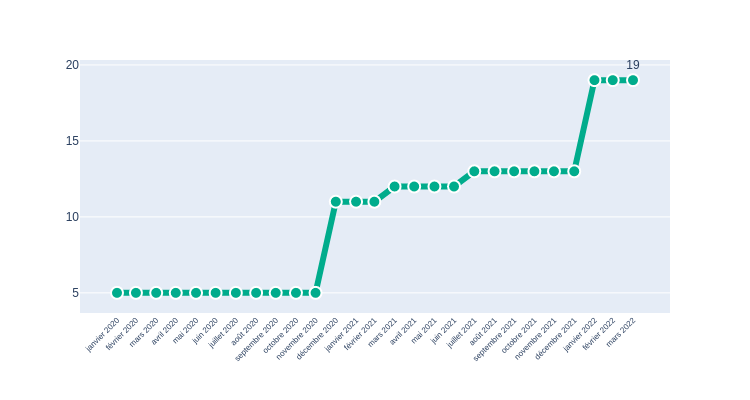 20
19
15
10
5
janvier 2020
février 2020
mars 2020
avril 2020
mai 2020
juin 2020
juillet 2020
août 2020
septembre 2020
octobre 2020
novembre 2020
décembre 2020
janvier 2021
février 2021
mars 2021
avril 2021
mai 2021
juin 2021
juillet 2021
août 2021
septembre 2021
octobre 2021
novembre 2021
décembre 2021
janvier 2022
février 2022
mars 2022